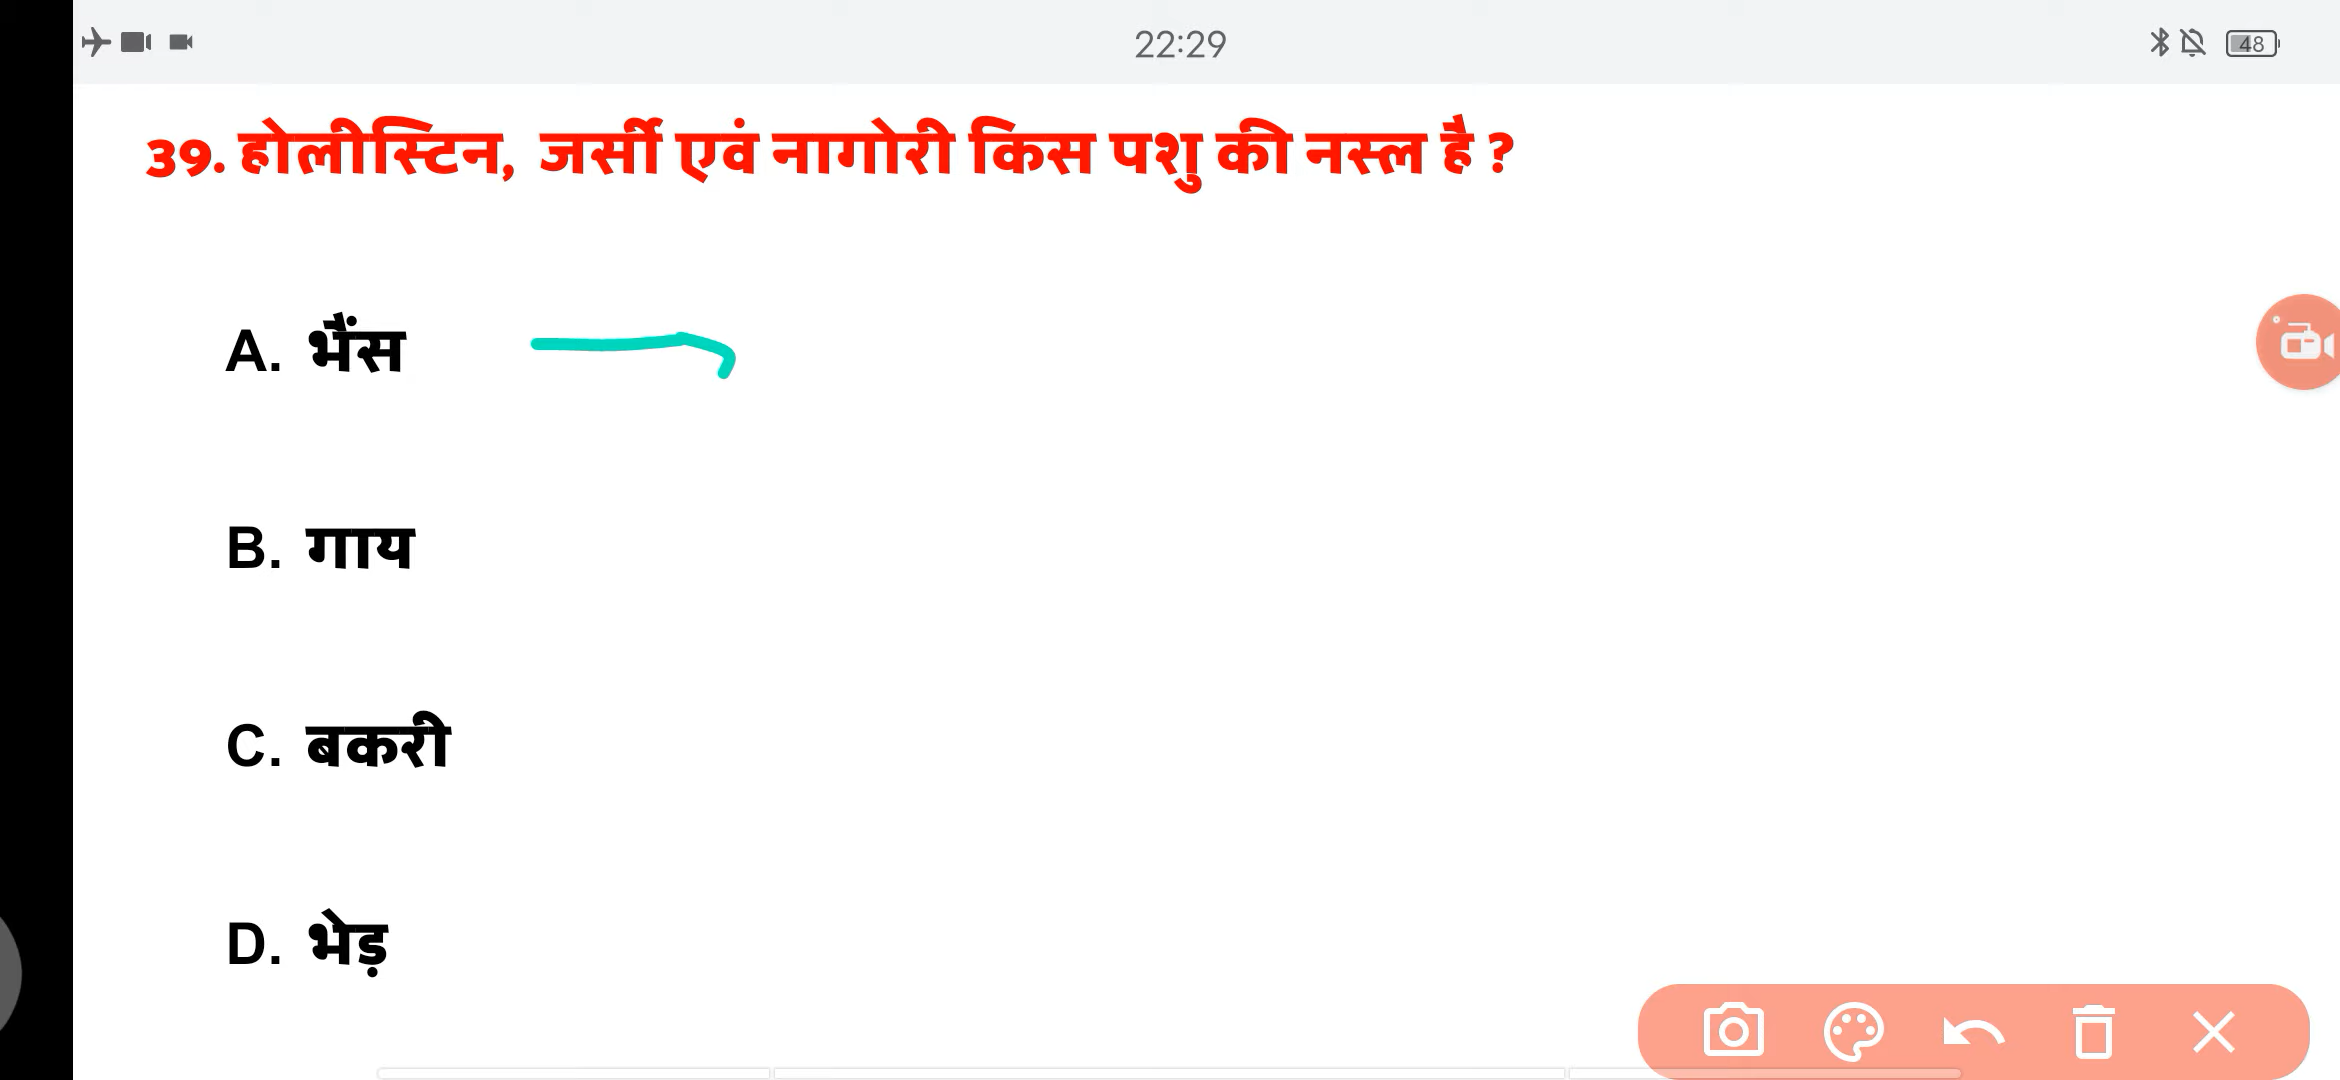 22:29
48
39. होलीस्टिन, जर्सी एवं नागोरी किस पशु की नस्ल है ?
A. भैंस
B. गाय
C. बकरी
D. भेड़